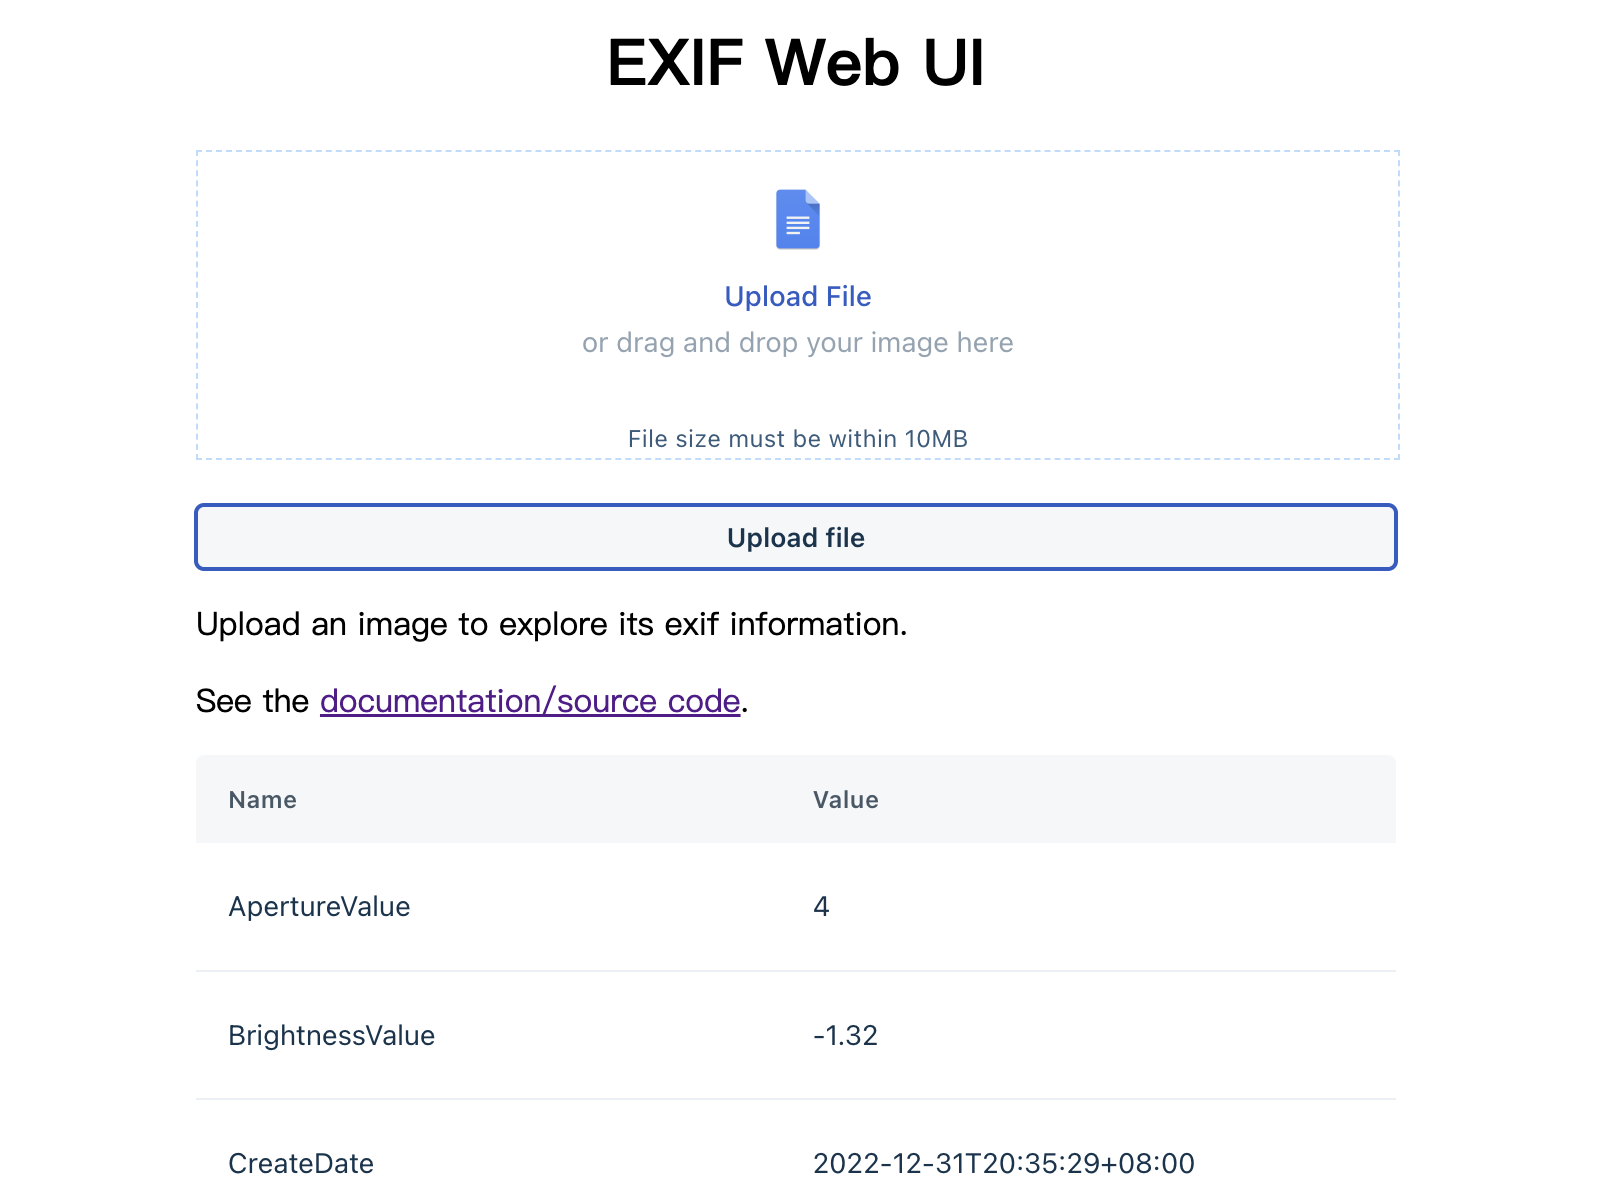 EXIF Web UI
Upload File
or drag and drop your image here
File size must be within 10MB
Upload file
Upload an image to explore its exif information.
See the documentation/source code.
Name Value
ApertureValue 4
BrightnessValue -1.32
CreateDate 2022-12-31T20:35:29+08:00